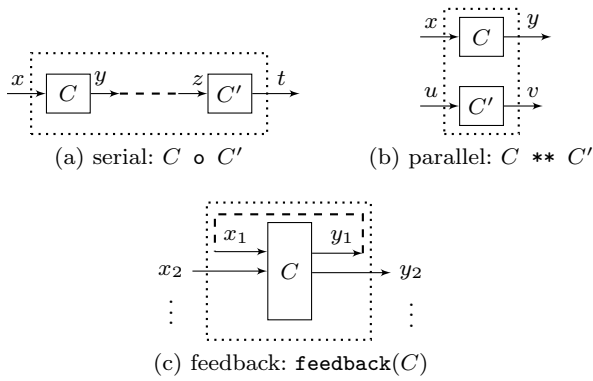 x C y z C′ t
(a) serial: C o C′
x C y
u C′ v
(b) parallel: C ** C′
x₁ y₁
x₂ C y₂
⋮ ⋮
(c) feedback: feedback(C)